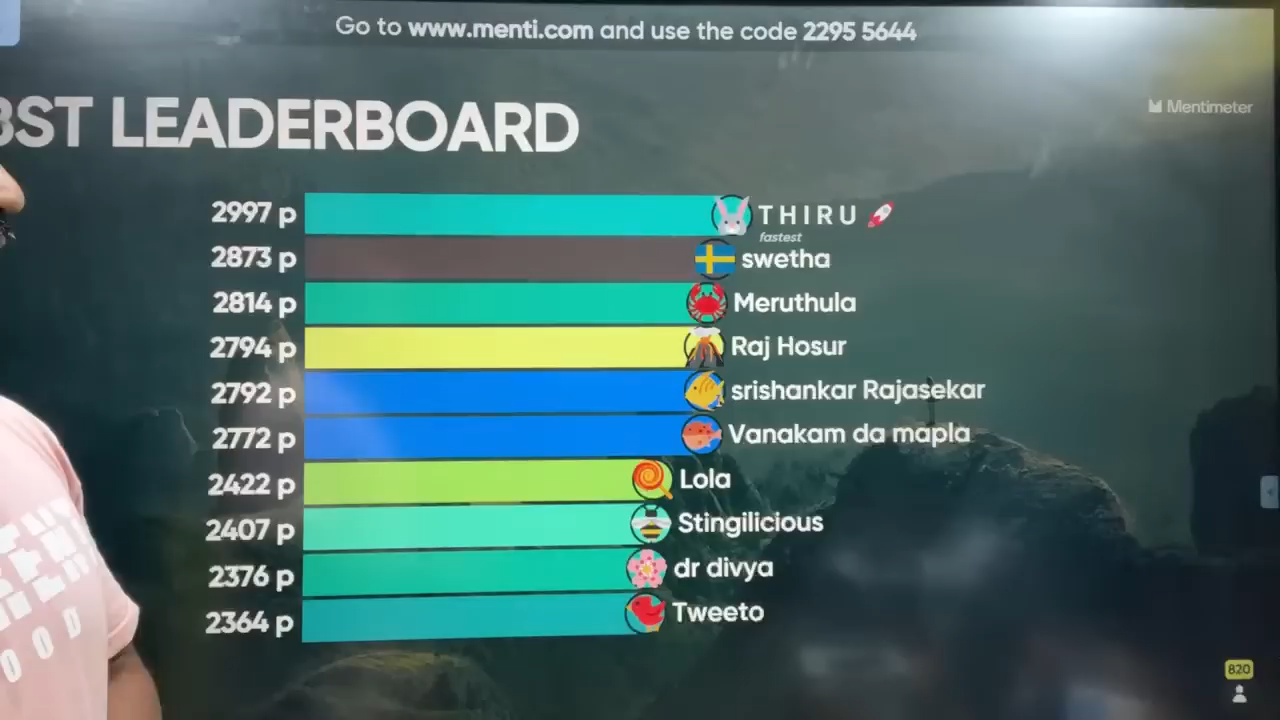 Go to www.menti.com and use the code 2295 5644
Mentimeter
BST LEADERBOARD
2997 p THIRU
fastest
2873 p swetha
2814 p Meruthula
2794 p Raj Hosur
2792 p srishankar Rajasekar
2772 p Vanakam da mapla
2422 p Lola
2407 p Stingilicious
2376 p dr divya
2364 p Tweeto
820